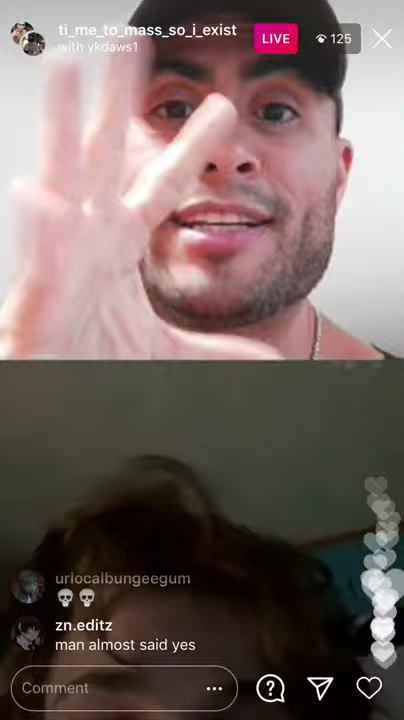 ti_me_to_mass_so_i_exist
with ykdaws1
LIVE
125
urlocalbungeegum
💀💀
zn.editz
man almost said yes
Comment